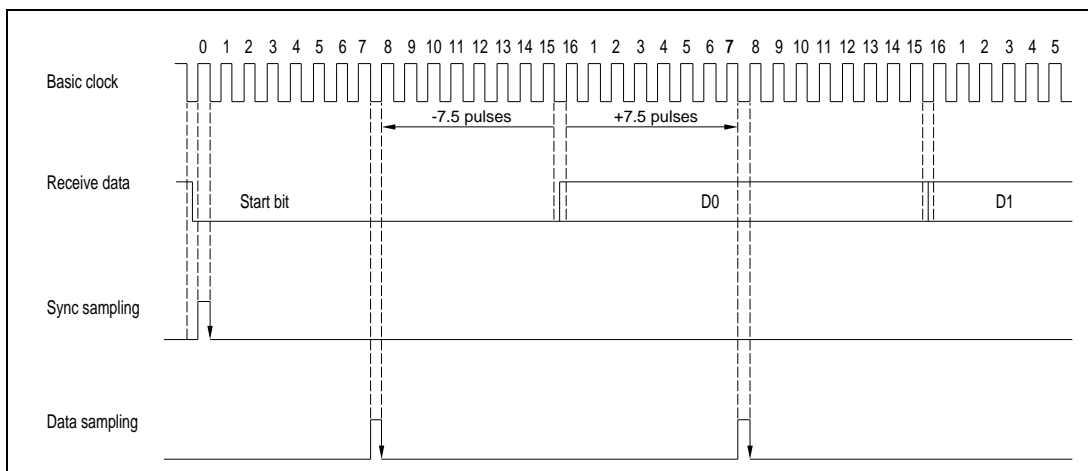 0 1 2 3 4 5 6 7 8 9 10 11 12 13 14 15 16 1 2 3 4 5 6 7 8 9 10 11 12 13 14 15 16 1 2 3 4 5
Basic clock
-7.5 pulses +7.5 pulses
Receive data
Start bit D0 D1
Sync sampling
Data sampling